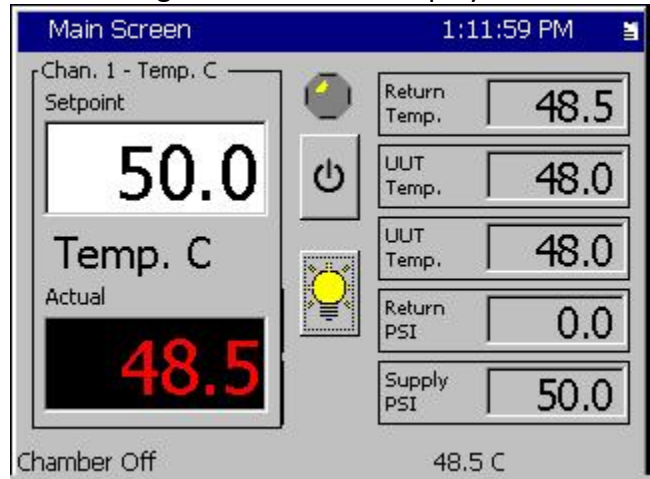 Main Screen 1:11:59 PM
Chan. 1 - Temp. C
Setpoint
50.0
Temp. C
Actual
48.5
Return
Temp.
48.5
UUT
Temp.
48.0
UUT
Temp.
48.0
Return
PSI
0.0
Supply
PSI
50.0
Chamber Off 48.5 C